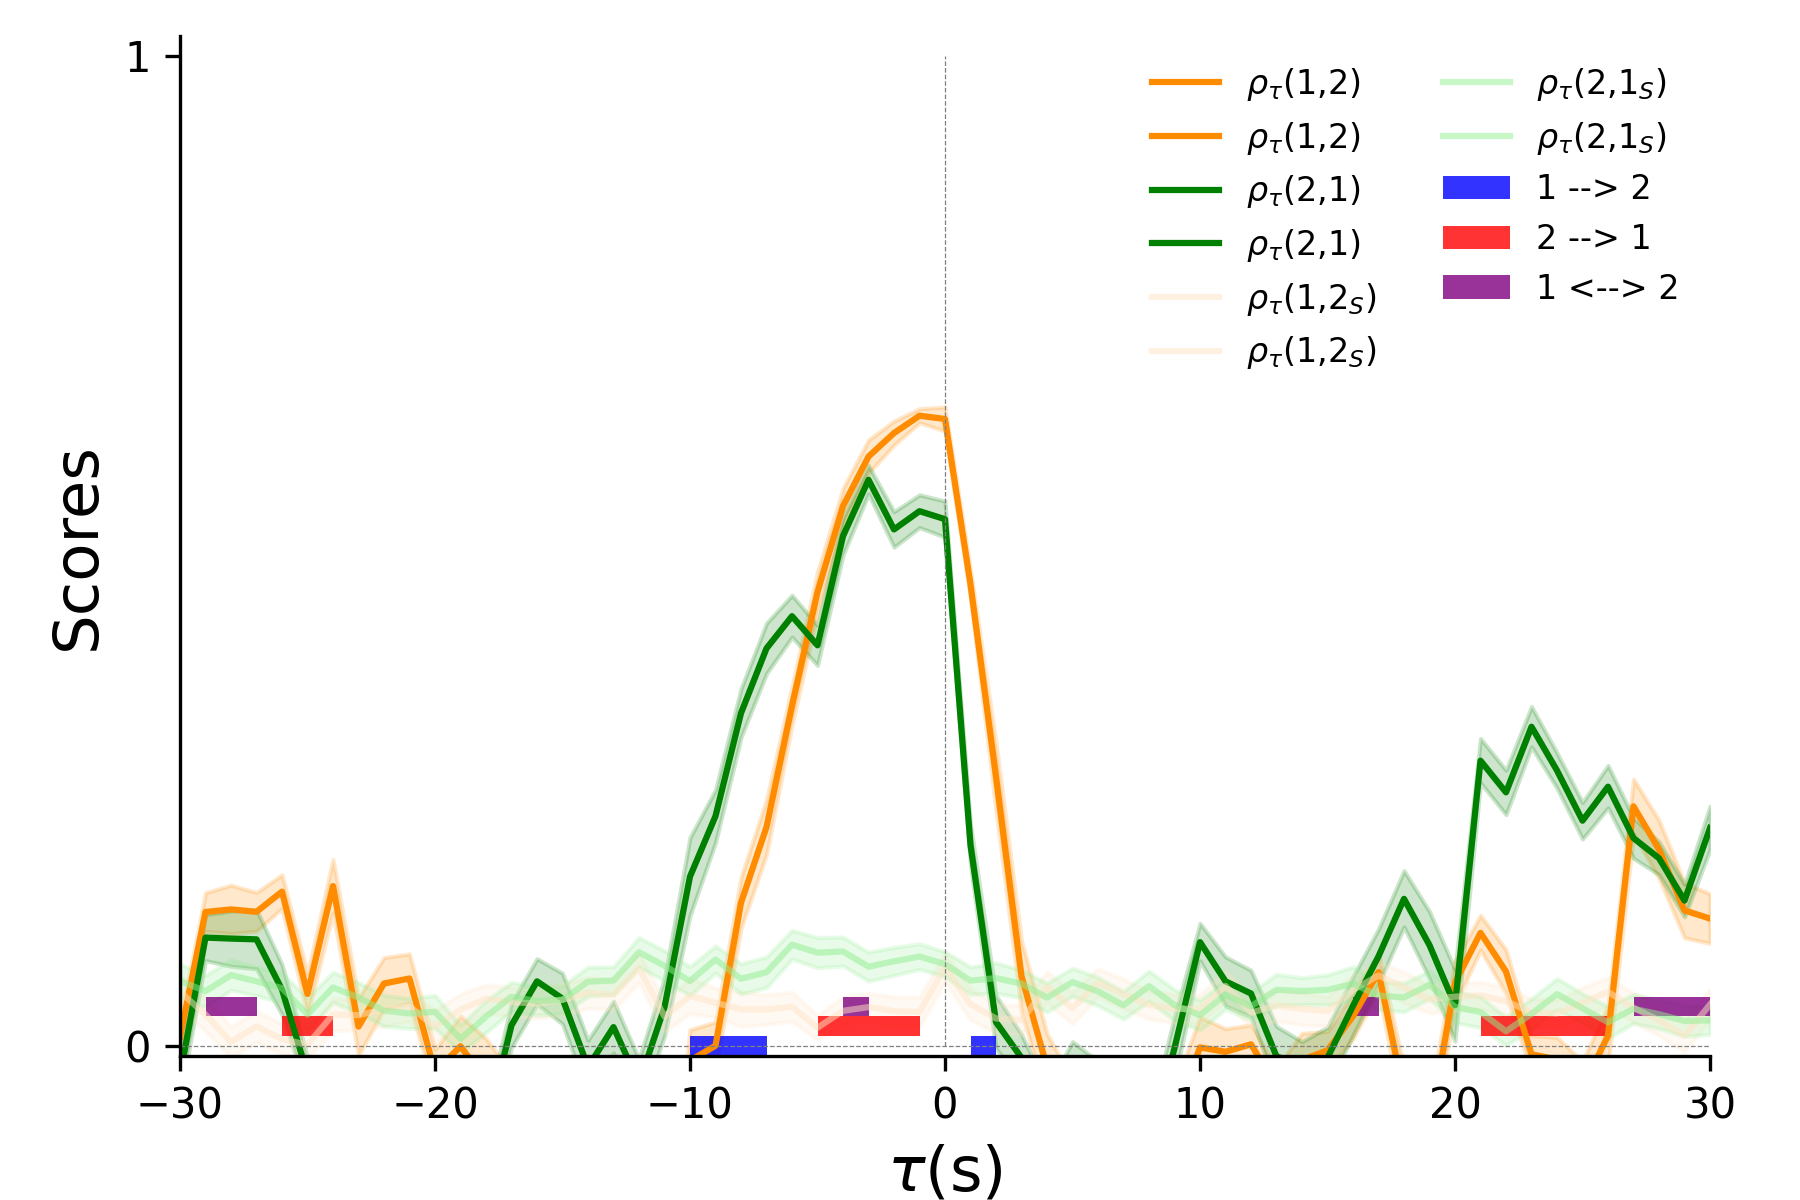 1
ρτ(1,2)
ρτ(1,2)
ρτ(2,1)
ρτ(2,1)
ρτ(1,2S)
ρτ(1,2S)
ρτ(2,1S)
ρτ(2,1S)
1 --> 2
2 --> 1
1 <--> 2
Scores
0
−30 −20 −10 0 10 20 30
τ(s)